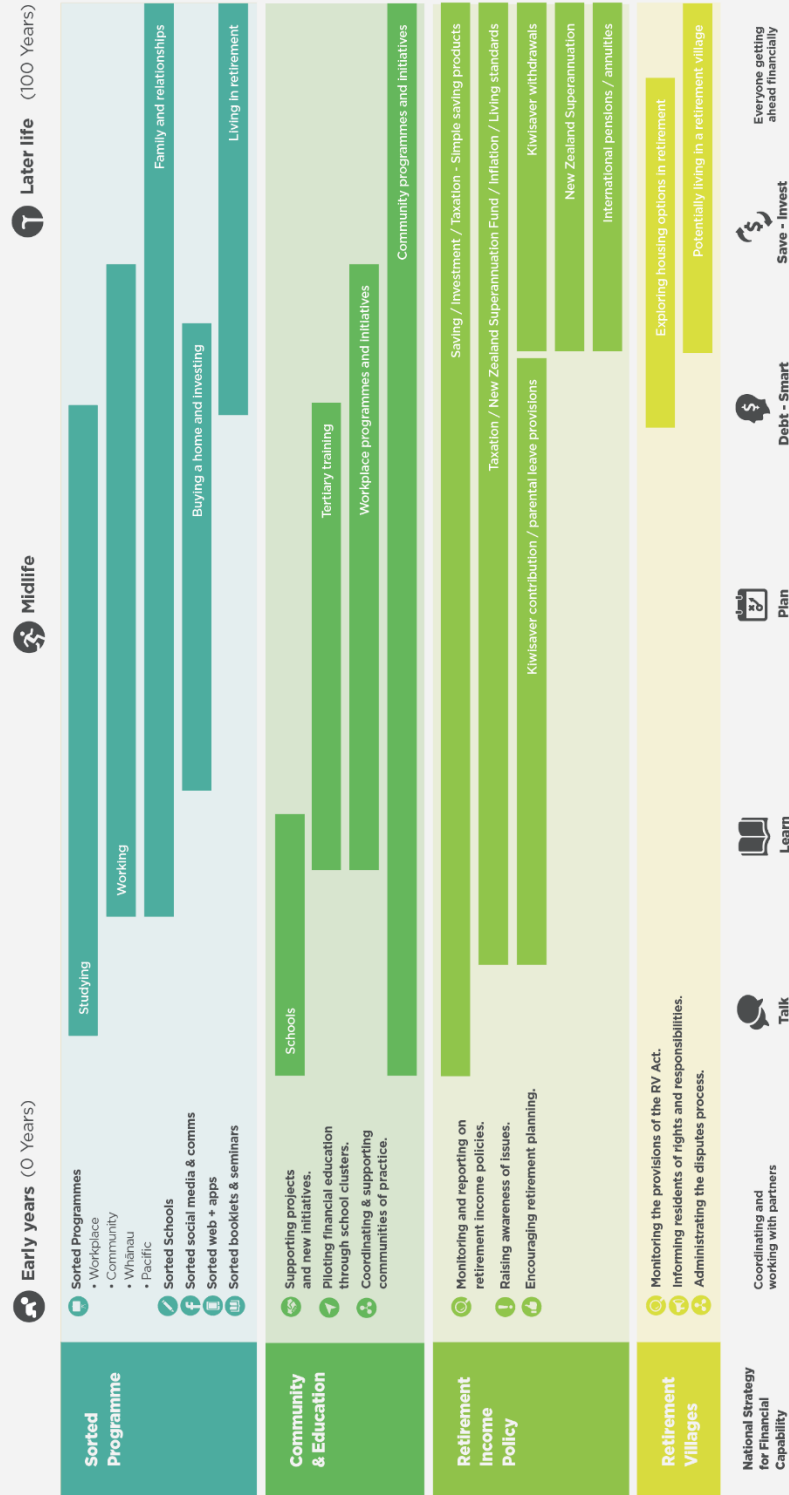 Early years (0 Years)
Midlife
Later life (100 Years)
Sorted
Programme
Sorted Programmes
• Workplace
• Community
• Whānau
• Pacific
Sorted Schools
Sorted social media & comms
Sorted web + apps
Sorted booklets & seminars
Studying
Working
Family and relationships
Buying a home and investing
Living in retirement
Community
& Education
Supporting projects
and new initiatives.
Piloting financial education
through school clusters.
Coordinating & supporting
communities of practice.
Schools
Tertiary training
Workplace programmes and initiatives
Community programmes and initiatives
Retirement
Income
Policy
Monitoring and reporting on
retirement income policies.
Raising awareness of issues.
Encouraging retirement planning.
Saving / Investment / Taxation - Simple saving products
Taxation / New Zealand Superannuation Fund / Inflation / Living standards
Kiwisaver contribution / parental leave provisions
Kiwisaver withdrawals
New Zealand Superannuation
International pensions / annuities
Retirement
Villages
Monitoring the provisions of the RV Act.
Informing residents of rights and responsibilities.
Administrating the disputes process.
Exploring housing options in retirement
Potentially living in a retirement village
National Strategy
for Financial
Capability
Coordinating and
working with partners
Talk
Learn
Plan
Debt - Smart
Save - Invest
Everyone getting
ahead financially